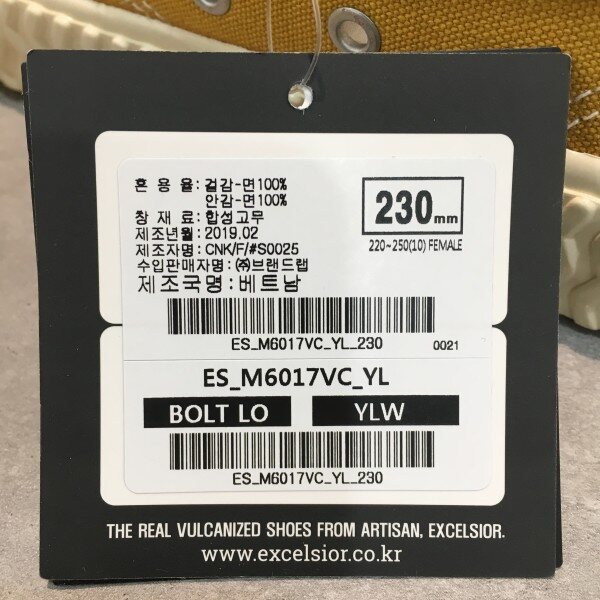 혼 용 율: 겉감-면100%
안감-면100%
창 재 료: 합성고무
제조년월: 2019.02
제조자명: CNK/F/#S0025
수입판매자명: ㈜브랜드랩
제조국명: 베트남
230mm
220~250(10) FEMALE
ES_M6017VC_YL_230
0021
ES_M6017VC_YL
BOLT LO
YLW
ES_M6017VC_YL_230
THE REAL VULCANIZED SHOES FROM ARTISAN, EXCELSIOR.
www.excelsior.co.kr